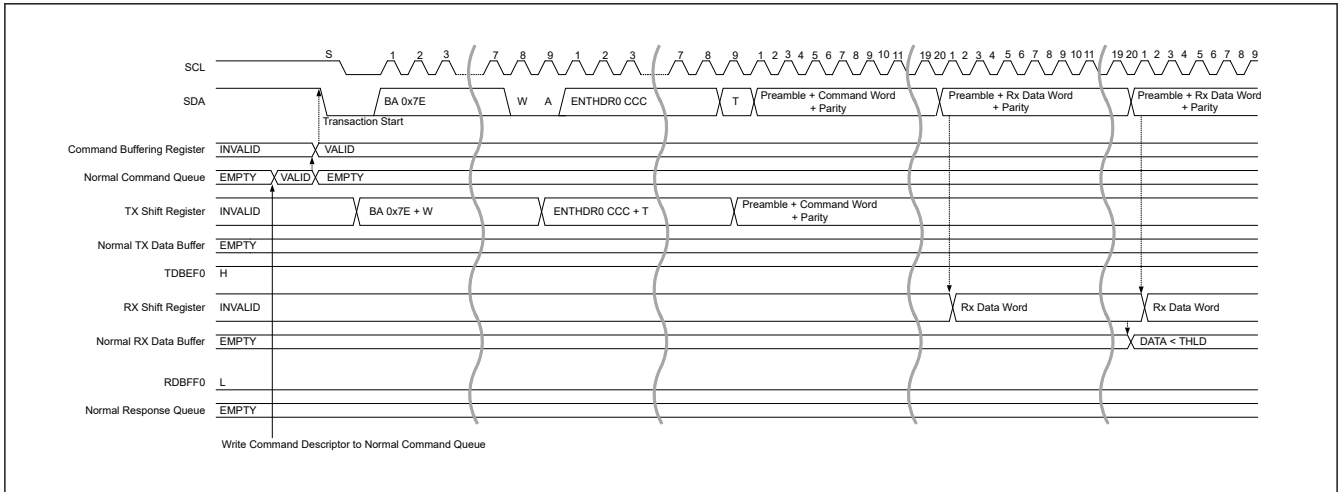 S 1 2 3 7 8 9 1 2 3 7 8 9 1 2 3 4 5 6 7 8 9 10 11 19 20 1 2 3 4 5 6 7 8 9 10 11 19 20 1 2 3 4 5 6 7 8 9
SCL
SDA BA 0x7E W A ENTHDR0 CCC T Preamble + Command Word + Parity Preamble + Rx Data Word + Parity Preamble + Rx Data Word + Parity
Transaction Start
Command Buffering Register INVALID VALID
Normal Command Queue EMPTY VALID EMPTY
TX Shift Register INVALID BA 0x7E + W ENTHDR0 CCC + T Preamble + Command Word + Parity
Normal TX Data Buffer EMPTY
TDBEF0 H
RX Shift Register INVALID Rx Data Word Rx Data Word
Normal RX Data Buffer EMPTY DATA < THLD
RDBFF0 L
Normal Response Queue EMPTY
Write Command Descriptor to Normal Command Queue